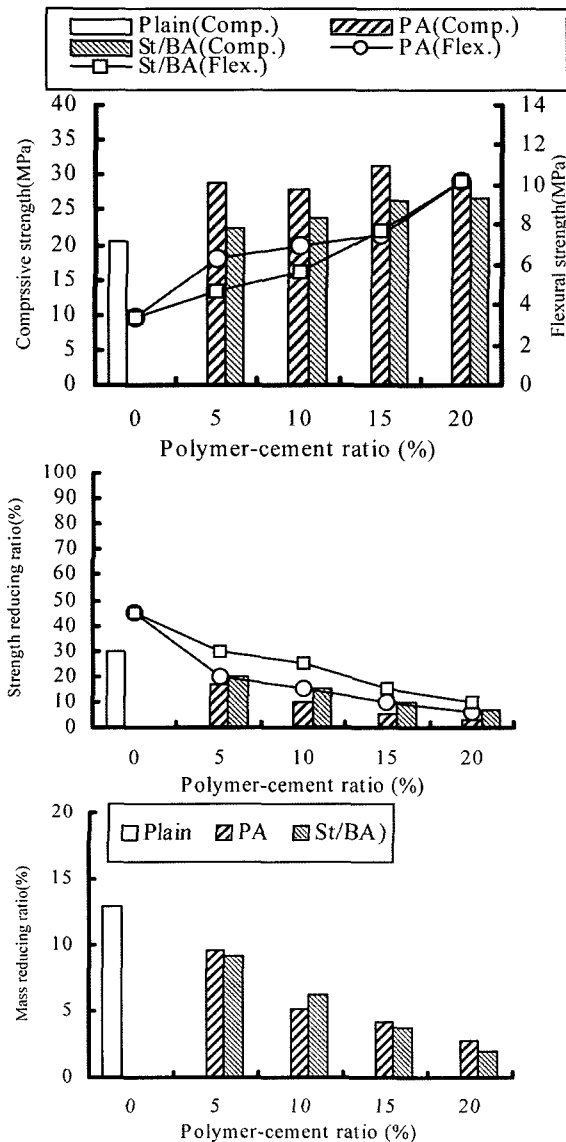 Plain(Comp.) PA(Comp.)
St/BA(Comp.) PA(Flex.)
St/BA(Flex.)
40 14
35 12
30 10
25 8
20 6
15 4
10 2
5 0
0
Comprssive strength(MPa)
Flexural strength(MPa)
0 5 10 15 20
Polymer-cement ratio (%)
100
90
80
70
60
50
40
30
20
10
0
Strength reducing ratio(%)
0 5 10 15 20
Polymer-cement ratio (%)
20
15
10
5
0
Mass reducing ratio(%)
Plain PA St/BA)
0 5 10 15 20
Polymer-cement ratio (%)